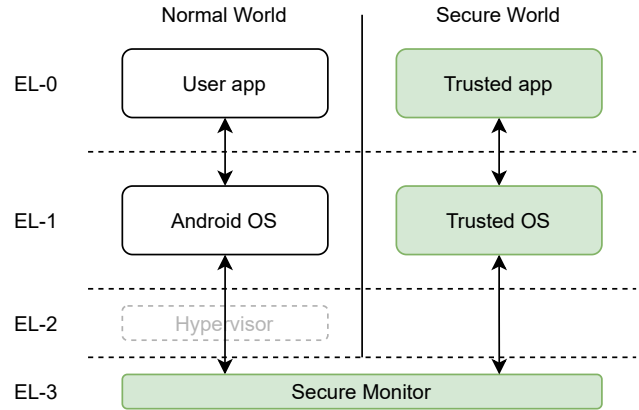 Normal World Secure World
EL-0 User app Trusted app
EL-1 Android OS Trusted OS
EL-2 Hypervisor
EL-3 Secure Monitor